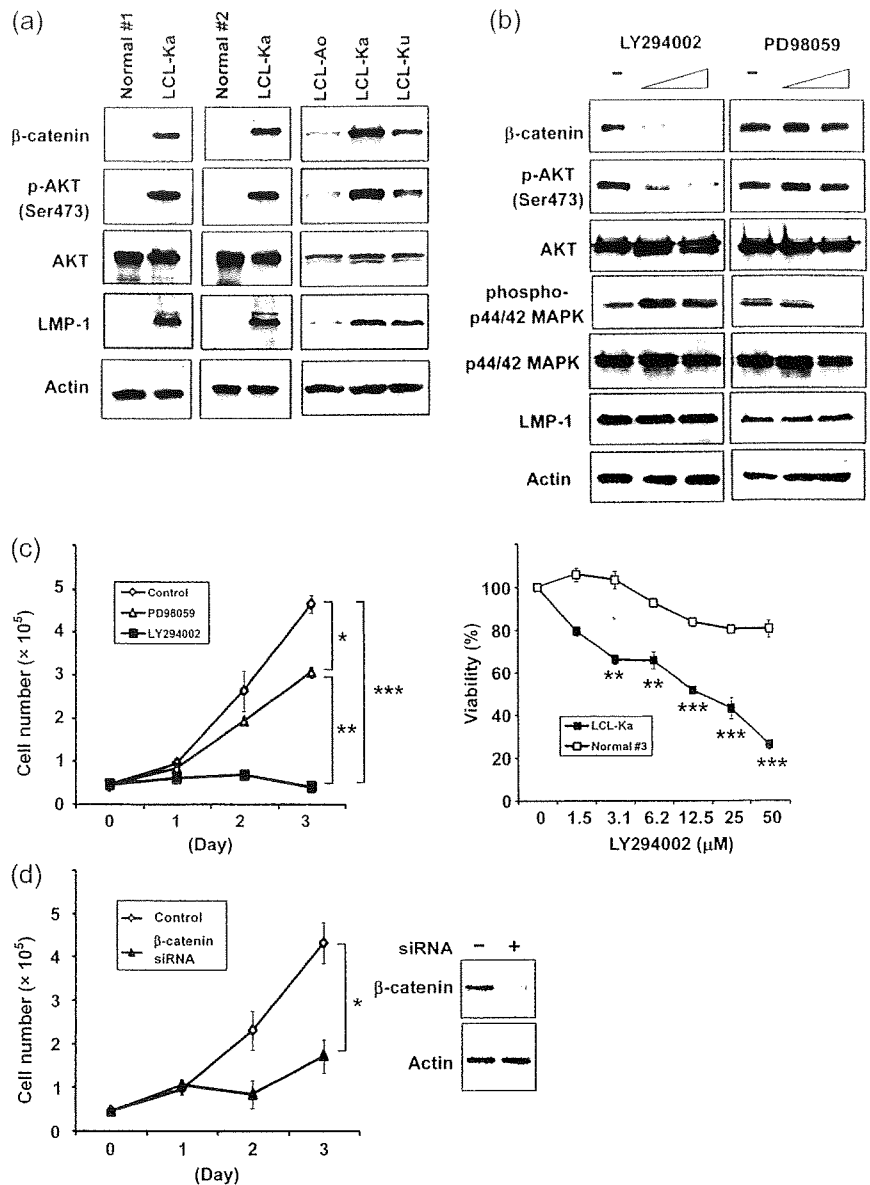 (a)
Normal #1
LCL-Ka
Normal #2
LCL-Ka
LCL-Ao
LCL-Ka
LCL-Ku
β-catenin
p-AKT
(Ser473)
AKT
LMP-1
Actin
(b)
LY294002
PD98059
–
–
β-catenin
p-AKT
(Ser473)
AKT
phospho-
p44/42 MAPK
p44/42 MAPK
LMP-1
Actin
(c)
Cell number (× 10⁵)
5
4
3
2
1
0
Control
PD98059
LY294002
*
**
***
0 1 2 3
(Day)
Viability (%)
100
80
60
40
20
0
LCL-Ka
Normal #3
**
**
***
***
***
0 1.5 3.1 6.2 12.5 25 50
LY294002 (μM)
(d)
Cell number (× 10⁵)
5
4
3
2
1
0
Control
β-catenin
siRNA
*
0 1 2 3
(Day)
siRNA – +
β-catenin
Actin